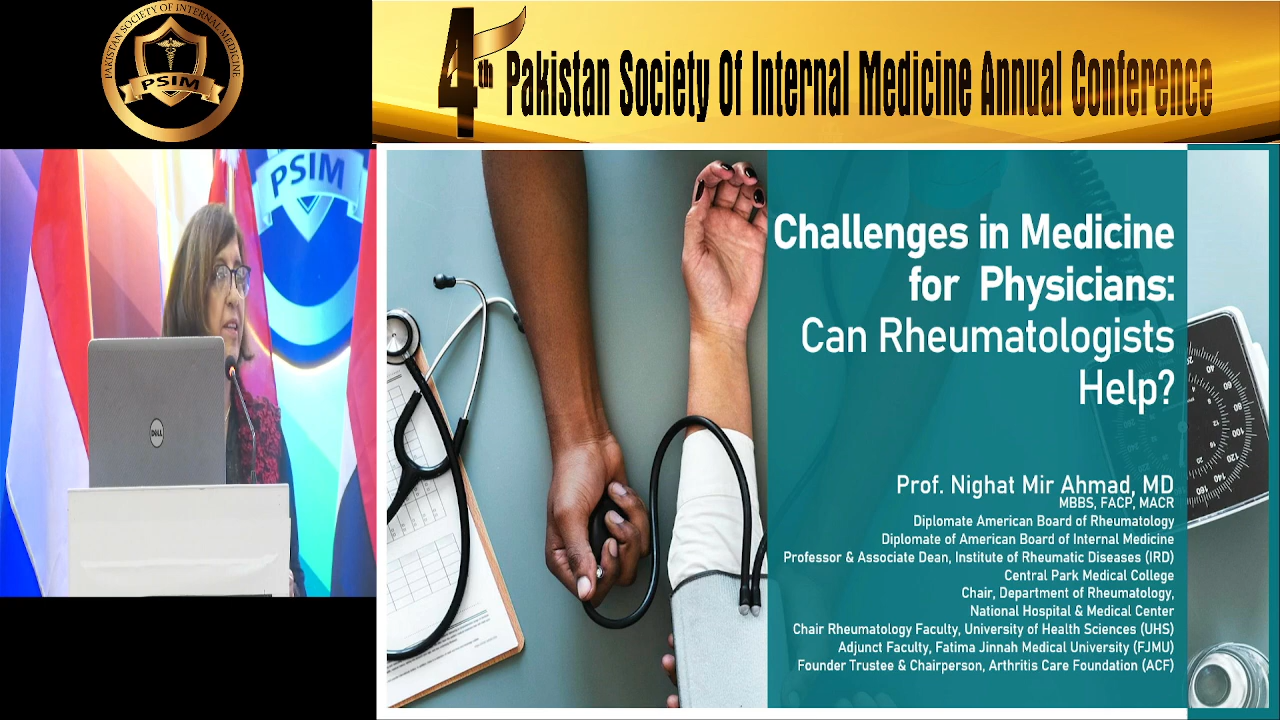 PAKISTAN SOCIETY OF INTERNAL MEDICINE
PSIM
4th Pakistan Society Of Internal Medicine Annual Conference
PSIM
DELL
Challenges in Medicine
for Physicians:
Can Rheumatologists
Help?
Prof. Nighat Mir Ahmad, MD
MBBS, FACP, MACR
Diplomate American Board of Rheumatology
Diplomate of American Board of Internal Medicine
Professor & Associate Dean, Institute of Rheumatic Diseases (IRD)
Central Park Medical College
Chair, Department of Rheumatology,
National Hospital & Medical Center
Chair Rheumatology Faculty, University of Health Sciences (UHS)
Adjunct Faculty, Fatima Jinnah Medical University (FJMU)
Founder Trustee & Chairperson, Arthritis Care Foundation (ACF)